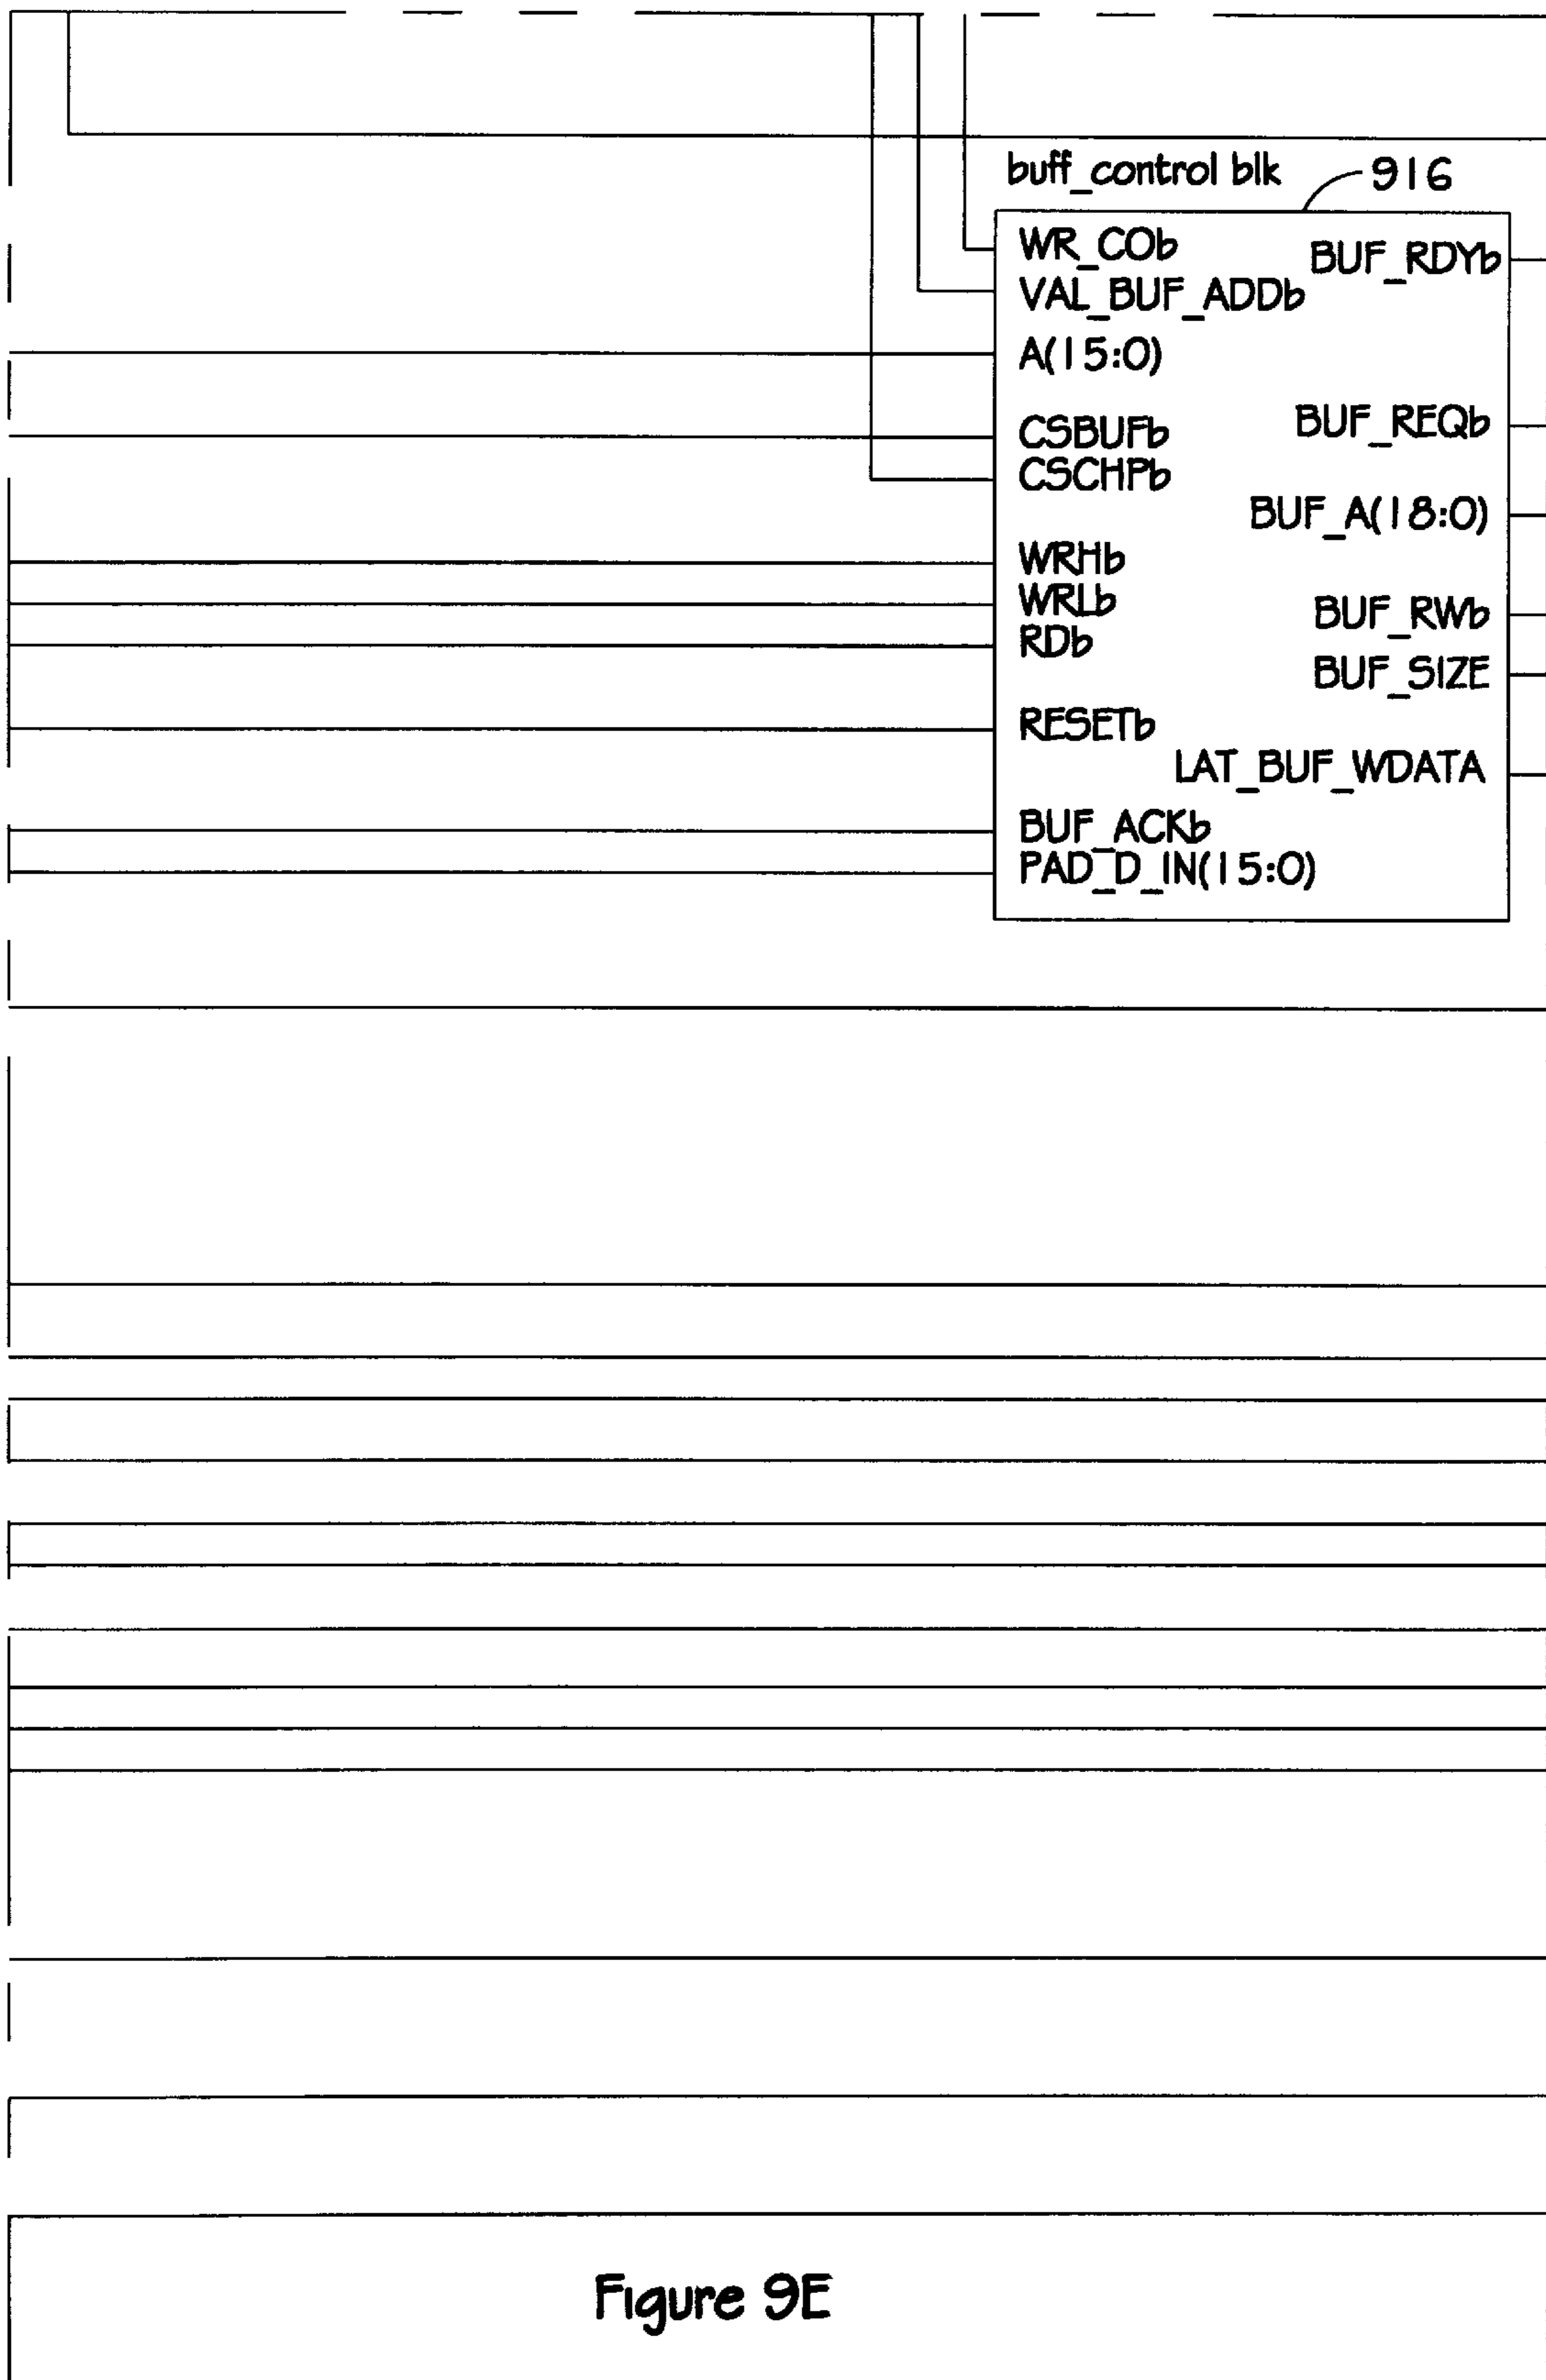 buff_control blk 916
WR_COb BUF_RDYb
VAL_BUF_ADDb
A(15:0)
CSBUFb BUF_REQb
CSCHPb
BUF_A(18:0)
WRHb
WRLb BUF_RWb
RDb
BUF_SIZE
RESETb
LAT_BUF_WDATA
BUF_ACKb
PAD_D_IN(15:0)
Figure 9E